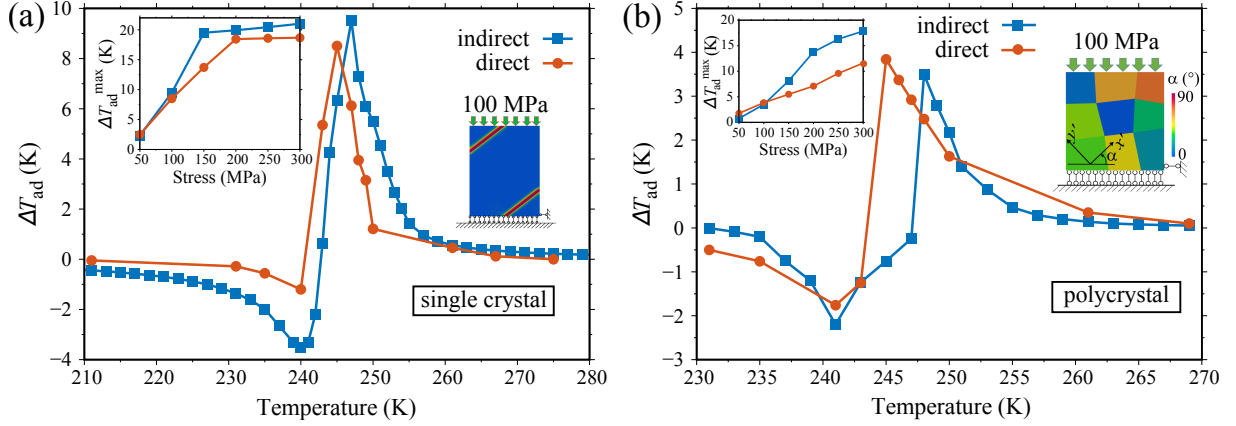 (a)
ΔT_ad (K)
10
8
6
4
2
0
−2
−4
210
220
230
240
250
260
270
280
Temperature (K)
indirect
direct
100 MPa
single crystal
ΔT_ad^max (K)
25
20
15
10
5
0
50
100
150
200
250
300
Stress (MPa)
(b)
ΔT_ad (K)
5
4
3
2
1
0
−1
−2
−3
230
235
240
245
250
255
260
265
270
Temperature (K)
indirect
direct
100 MPa
α (°)
90
0
x'
y'
α
polycrystal
ΔT_ad^max (K)
20
15
10
5
0
50
100
150
200
250
300
Stress (MPa)